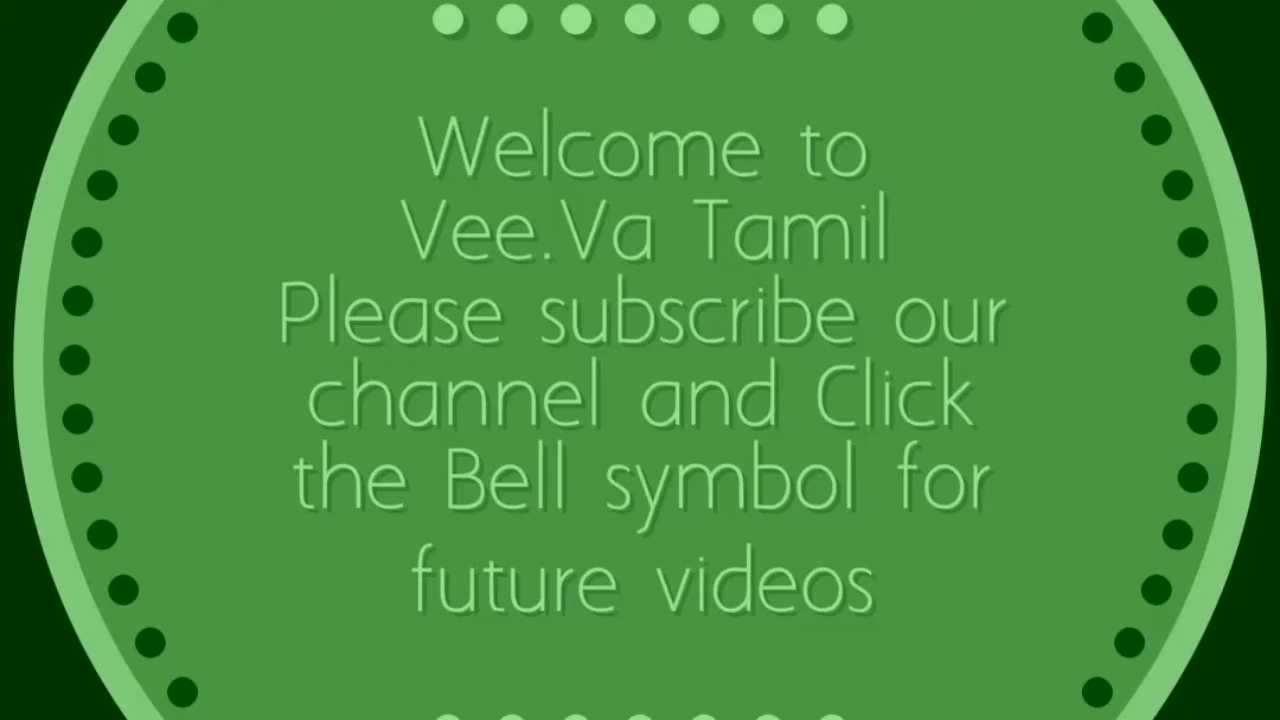 Welcome to
Vee.Va Tamil
Please subscribe our
channel and Click
the Bell symbol for
future videos